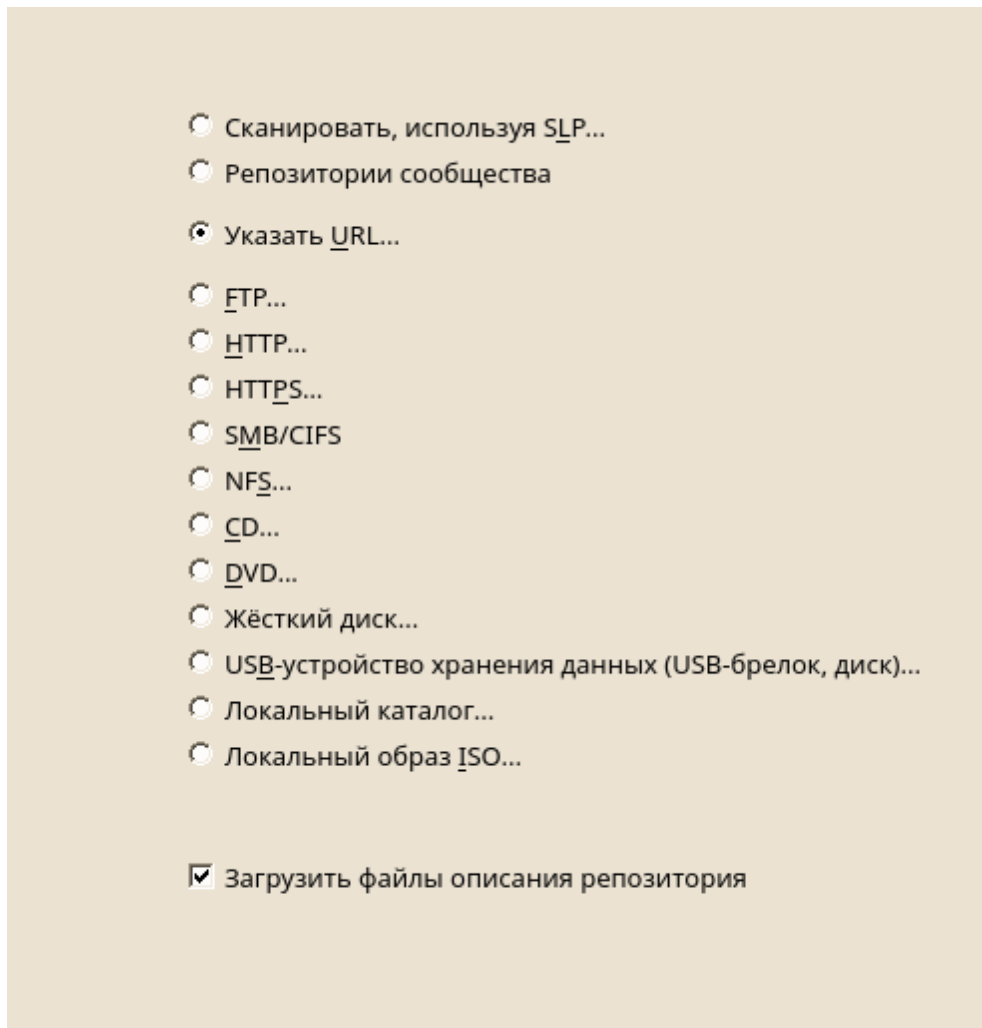 Сканировать, используя SLP...
Репозитории сообщества
Указать URL...
FTP...
HTTP...
HTTPS...
SMB/CIFS
NFS...
CD...
DVD...
Жёсткий диск...
USB-устройство хранения данных (USB-брелок, диск)...
Локальный каталог...
Локальный образ ISO...
Загрузить файлы описания репозитория